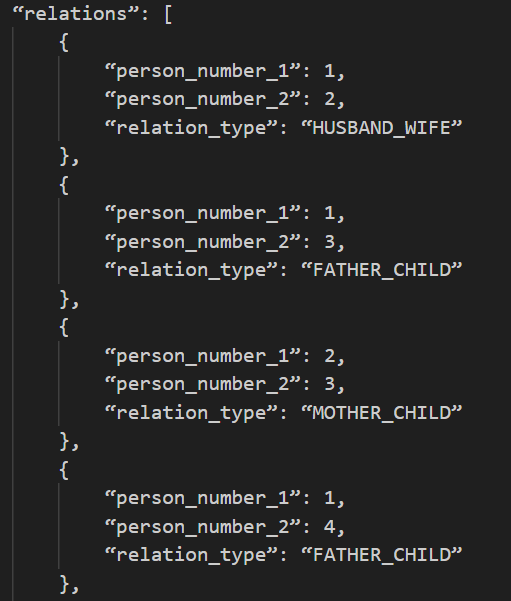 “relations”: [
{
“person_number_1”: 1,
“person_number_2”: 2,
“relation_type”: “HUSBAND_WIFE”
},
{
“person_number_1”: 1,
“person_number_2”: 3,
“relation_type”: “FATHER_CHILD”
},
{
“person_number_1”: 2,
“person_number_2”: 3,
“relation_type”: “MOTHER_CHILD”
},
{
“person_number_1”: 1,
“person_number_2”: 4,
“relation_type”: “FATHER_CHILD”
},